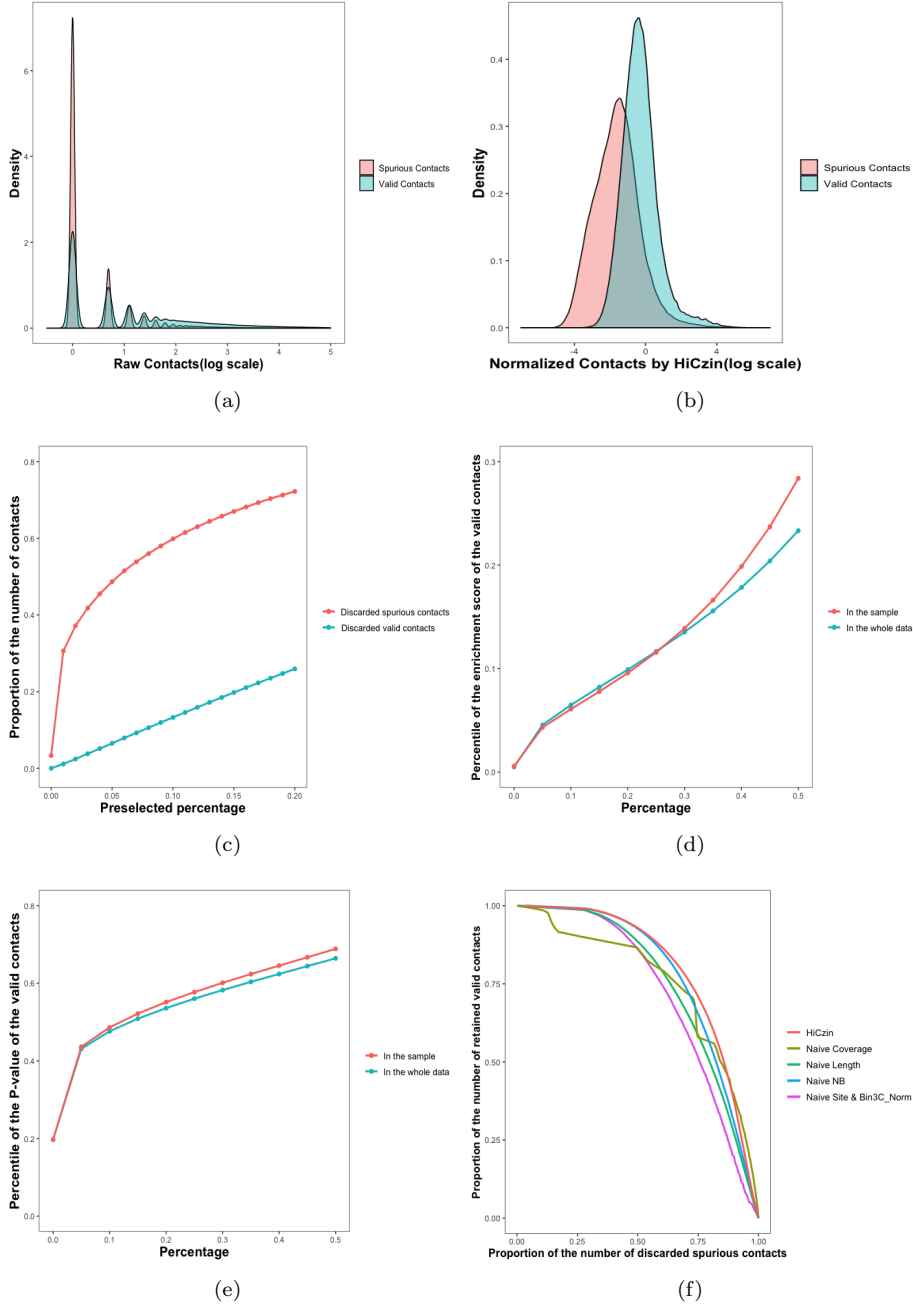 6
4
2
0
Density
0
1
2
3
4
5
Raw Contacts(log scale)
Spurious Contacts
Valid Contacts
(a)
0.4
0.3
0.2
0.1
0.0
Density
-4
0
4
Normalized Contacts by HiCzin(log scale)
Spurious Contacts
Valid Contacts
(b)
0.8
0.6
0.4
0.2
0.0
Proportion of the number of contacts
0.00
0.05
0.10
0.15
0.20
Preselected percentage
Discarded spurious contacts
Discarded valid contacts
(c)
0.3
0.2
0.1
0.0
Percentile of the enrichment score of the valid contacts
0.0
0.1
0.2
0.3
0.4
0.5
Percentage
In the sample
In the whole data
(d)
0.8
0.6
0.4
0.2
0.0
Percentile of the P-value of the valid contacts
0.0
0.1
0.2
0.3
0.4
0.5
Percentage
In the sample
In the whole data
(e)
1.00
0.75
0.50
0.25
0.00
Proportion of the number of retained valid contacts
0.00
0.25
0.50
0.75
1.00
Proportion of the number of discarded spurious contacts
HiCzin
Naive Coverage
Naive Length
Naive NB
Naive Site & Bin3C_Norm
(f)